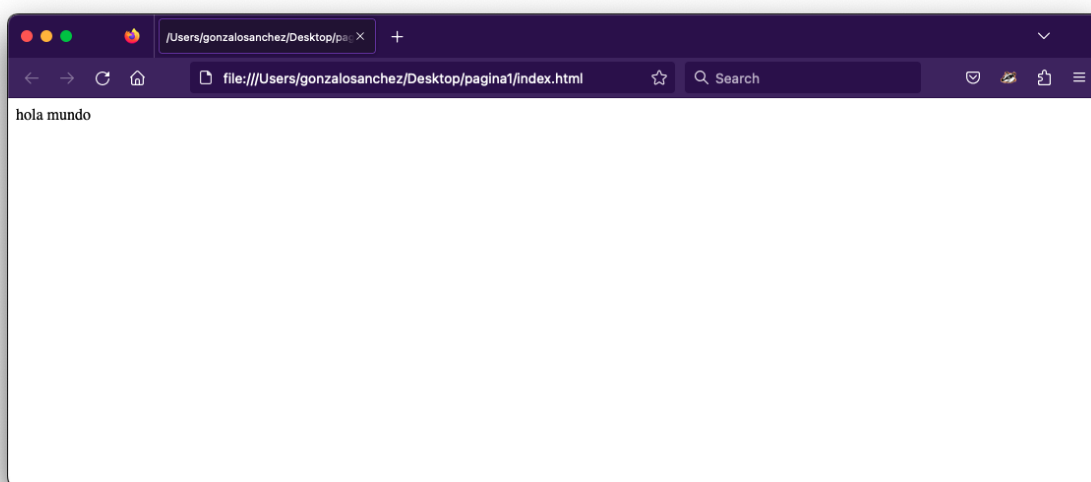 /Users/gonzalosanchez/Desktop/pag
file:///Users/gonzalosanchez/Desktop/pagina1/index.html
Search
hola mundo